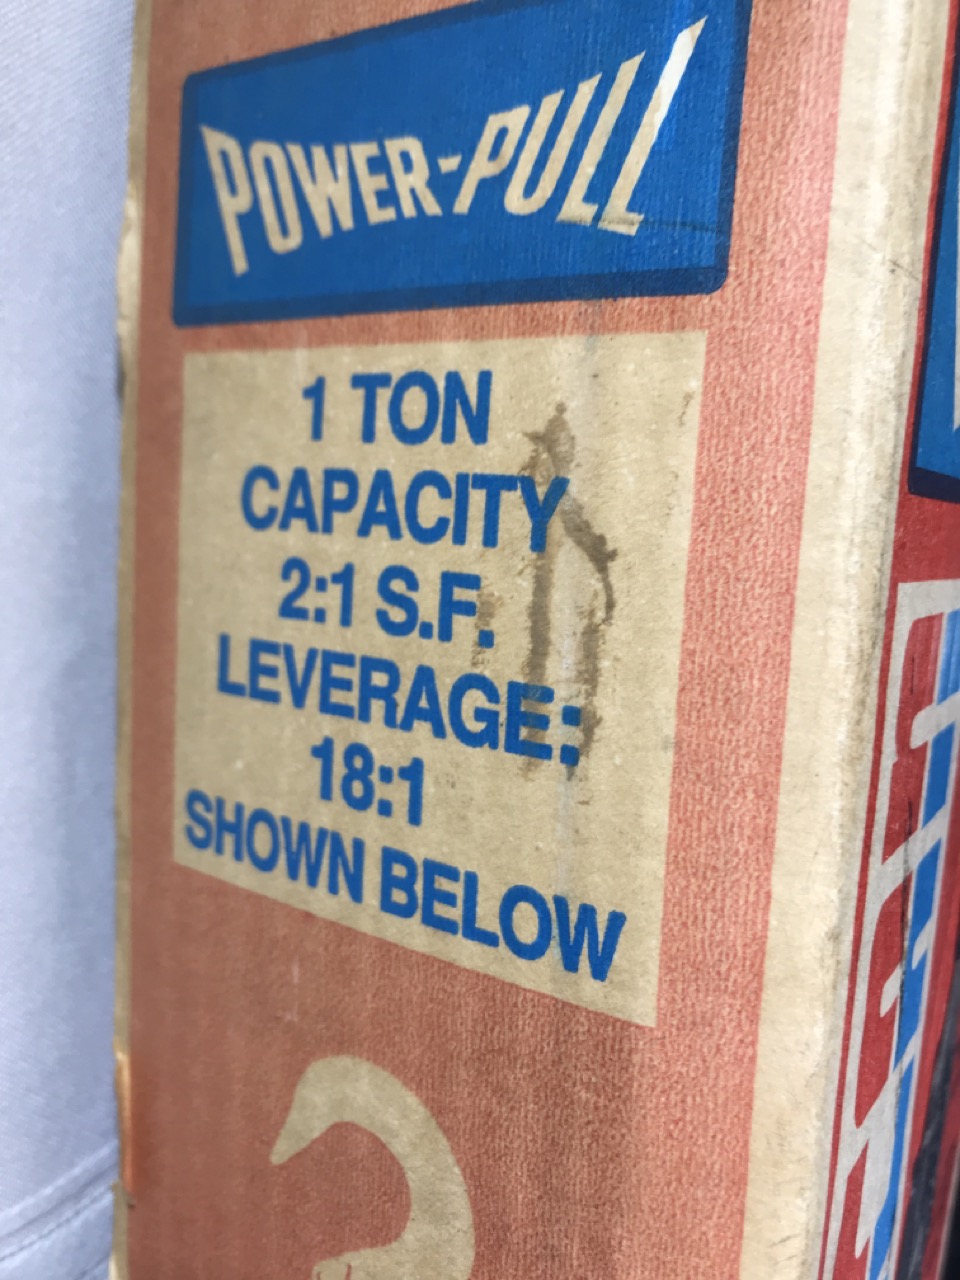 POWER-PULL
1 TON
CAPACITY
2:1 S.F.
LEVERAGE:
18:1
SHOWN BELOW